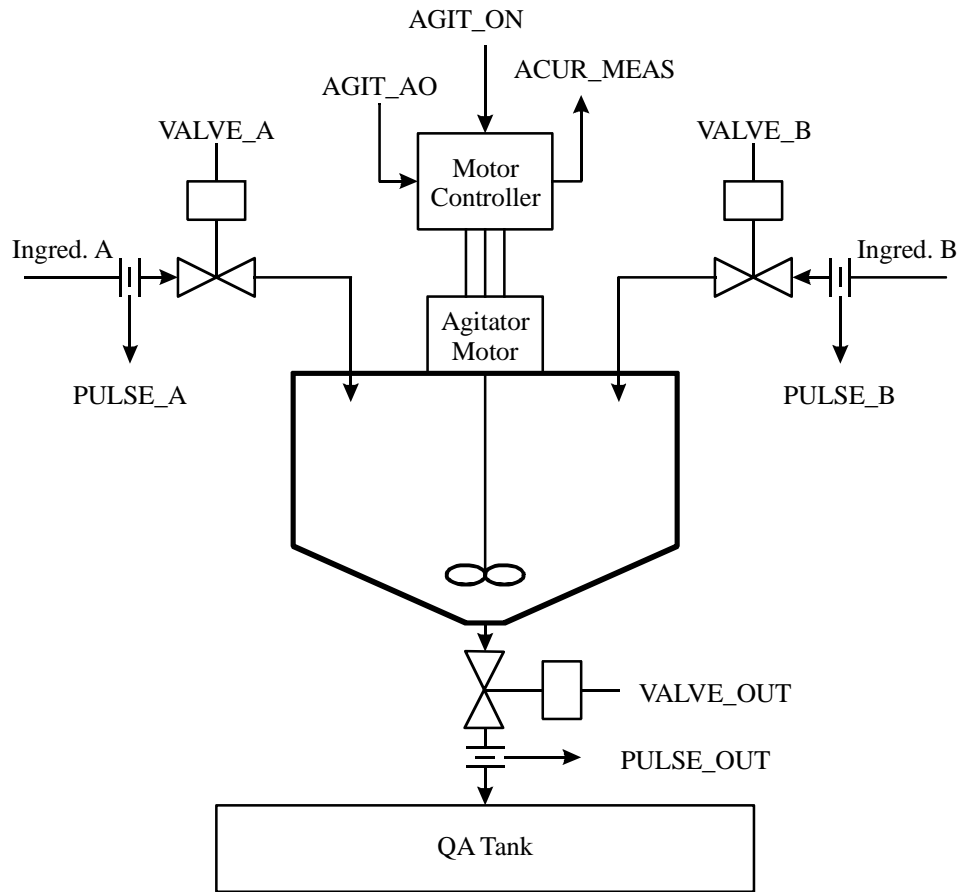 AGIT_ON
AGIT_AO
ACUR_MEAS
VALVE_A
VALVE_B
Motor
Controller
Ingred. A
Ingred. B
Agitator
Motor
PULSE_A
PULSE_B
VALVE_OUT
PULSE_OUT
QA Tank